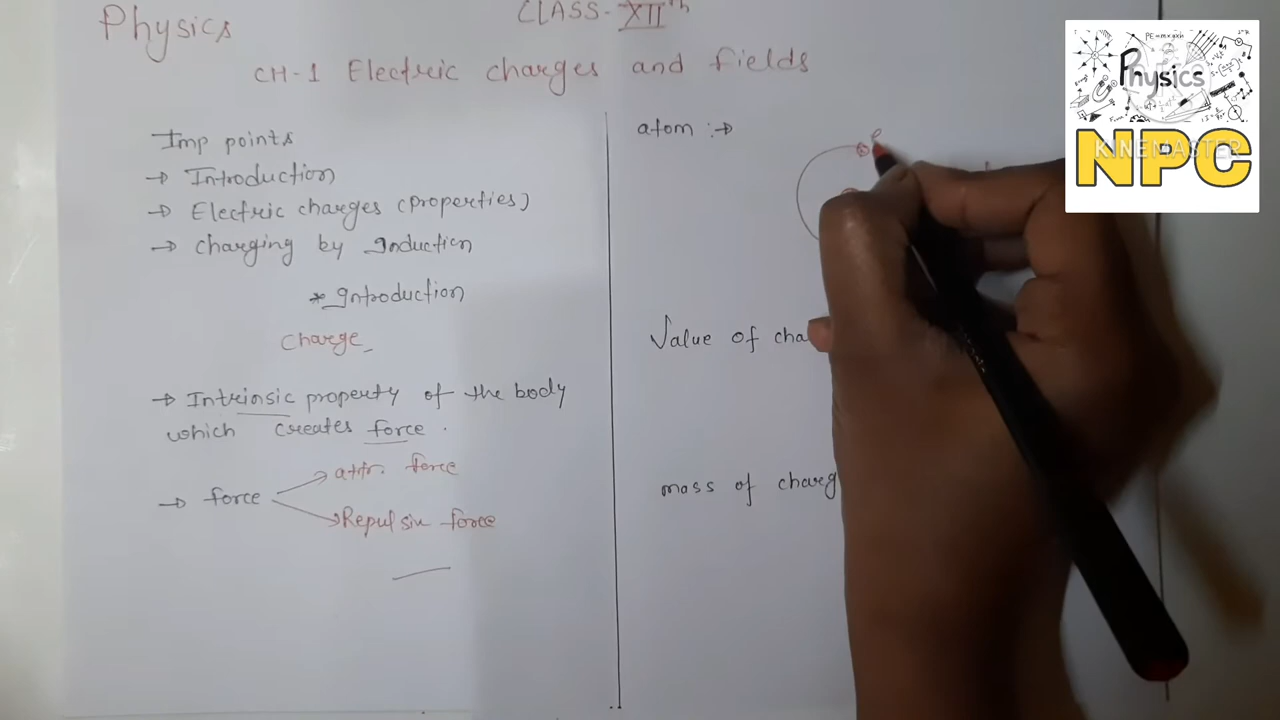 Physics
CLASS-XIIth
CH-1 Electric charges and fields
Imp points
→ Introduction
→ Electric charges (properties)
→ charging by Induction
* Introduction
Charge
→ Intrinsic property of the body
which creates force.
→ force
attr. force
Repulsin force
atom :→
e
Value of cha
mass of charg
Physics
NPC
KINEMASTER